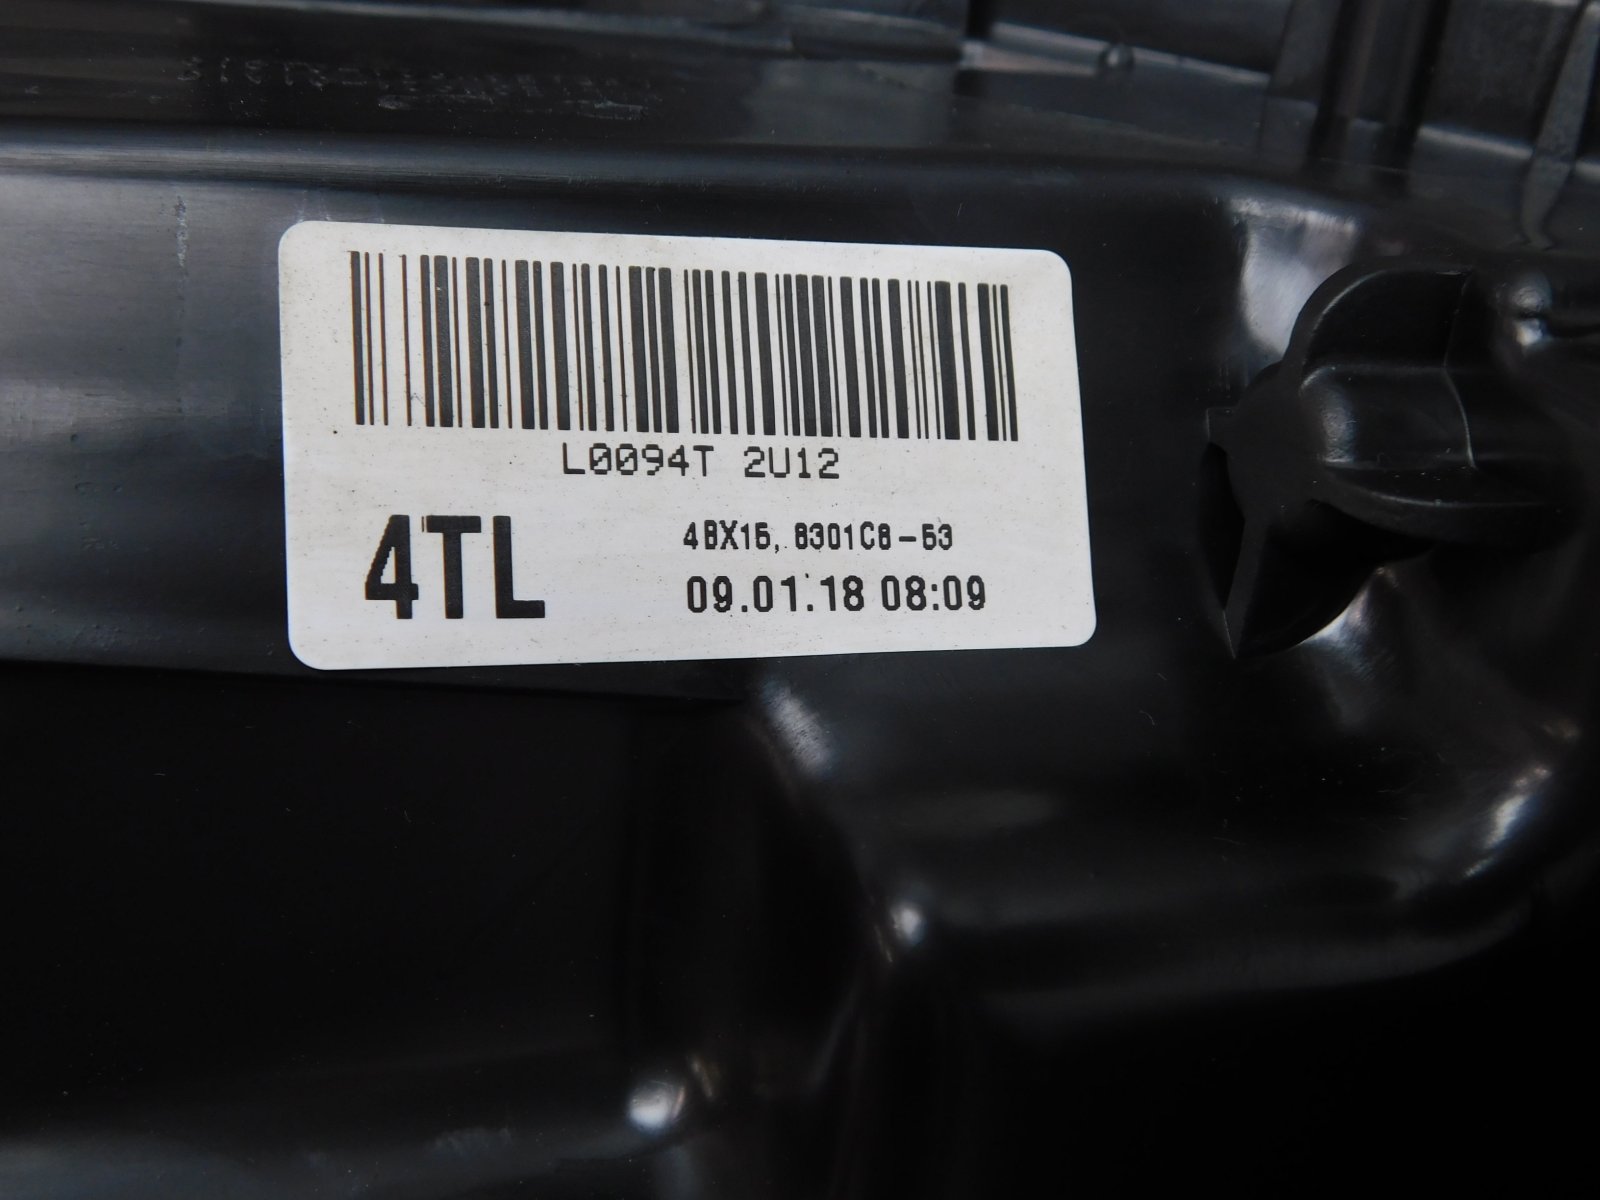 L0094T 2U12
4TL
4BX15, 8301C8-53
09.01.18 08:09